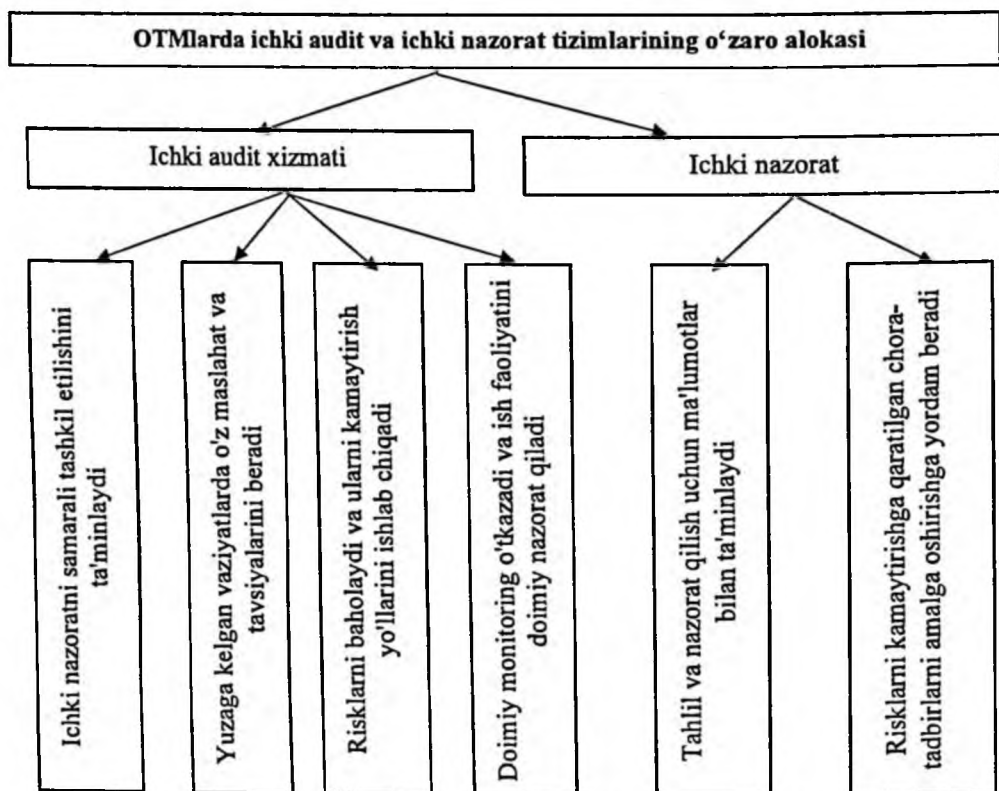 OTMlarda ichki audit va ichki nazorat tizimlarining o‘zaro alokasi
Ichki audit xizmati
Ichki nazorat
Ichki nazoratni samarali tashkil etilishini
ta'minlaydi
Yuzaga kelgan vaziyatlarda o'z maslahat va
tavsiyalarini beradi
Risklarni baholaydi va ularni kamaytirish
yo'llarini ishlab chiqadi
Doimiy monitoring o'tkazadi va ish faoliyatini
doimiy nazorat qiladi
Tahlil va nazorat qilish uchun ma'lumotlar
bilan ta'minlaydi
Risklarni kamaytirishga qaratilgan chora-
tadbirlarni amalga oshirishga yordam beradi